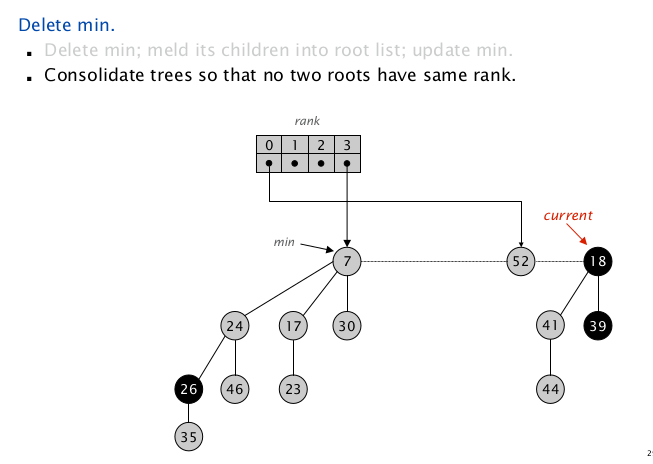 Delete min.
▪ Delete min; meld its children into root list; update min.
▪ Consolidate trees so that no two roots have same rank.
rank
0 1 2 3
current
min
7 52 18
24 17 30 41 39
26 46 23 44
35